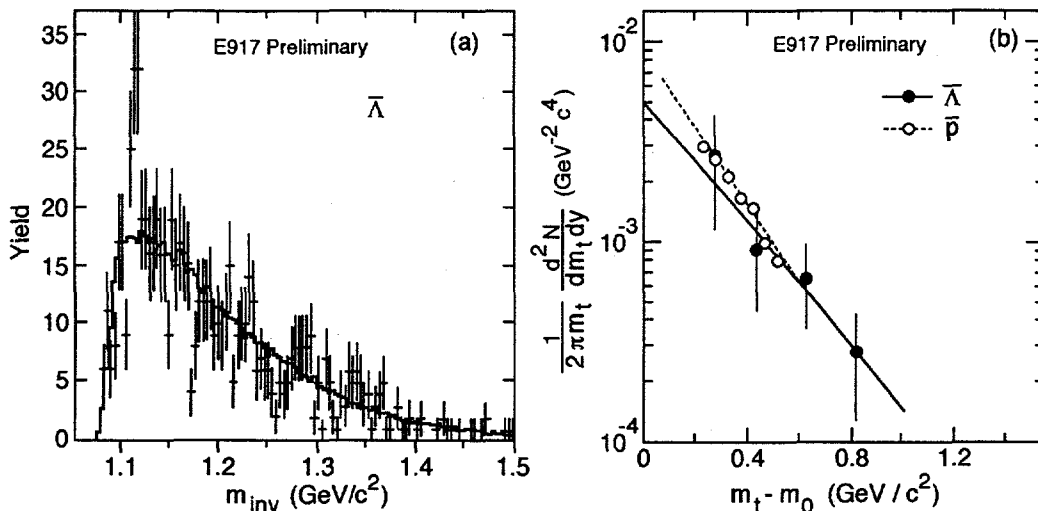 E917 Preliminary
(a)
Λ̅
Yield
35
30
25
20
15
10
5
0
1.1
1.2
1.3
1.4
1.5
m_inv (GeV/c²)
E917 Preliminary
(b)
Λ̅
p̅
1/(2πm_t) d²N/(dm_t dy) (GeV⁻² c⁴)
10⁻²
10⁻³
10⁻⁴
0
0.4
0.8
1.2
m_t - m_0 (GeV / c²)